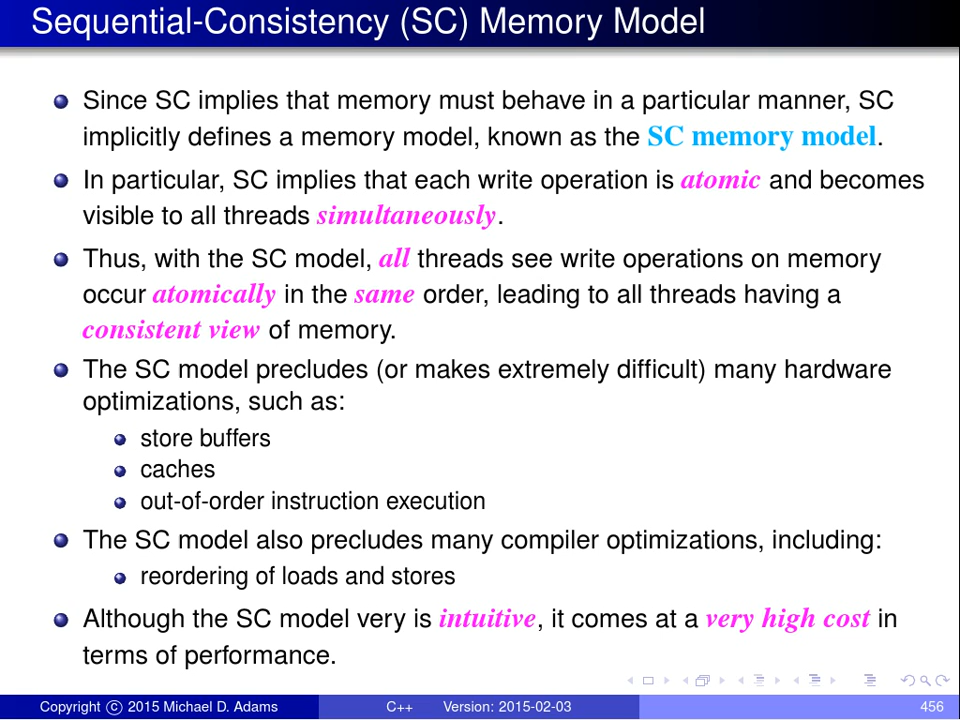 Sequential-Consistency (SC) Memory Model
Since SC implies that memory must behave in a particular manner, SC
implicitly defines a memory model, known as the SC memory model.
In particular, SC implies that each write operation is atomic and becomes
visible to all threads simultaneously.
Thus, with the SC model, all threads see write operations on memory
occur atomically in the same order, leading to all threads having a
consistent view of memory.
The SC model precludes (or makes extremely difficult) many hardware
optimizations, such as:
store buffers
caches
out-of-order instruction execution
The SC model also precludes many compiler optimizations, including:
reordering of loads and stores
Although the SC model very is intuitive, it comes at a very high cost in
terms of performance.
Copyright © 2015 Michael D. Adams C++ Version: 2015-02-03 456